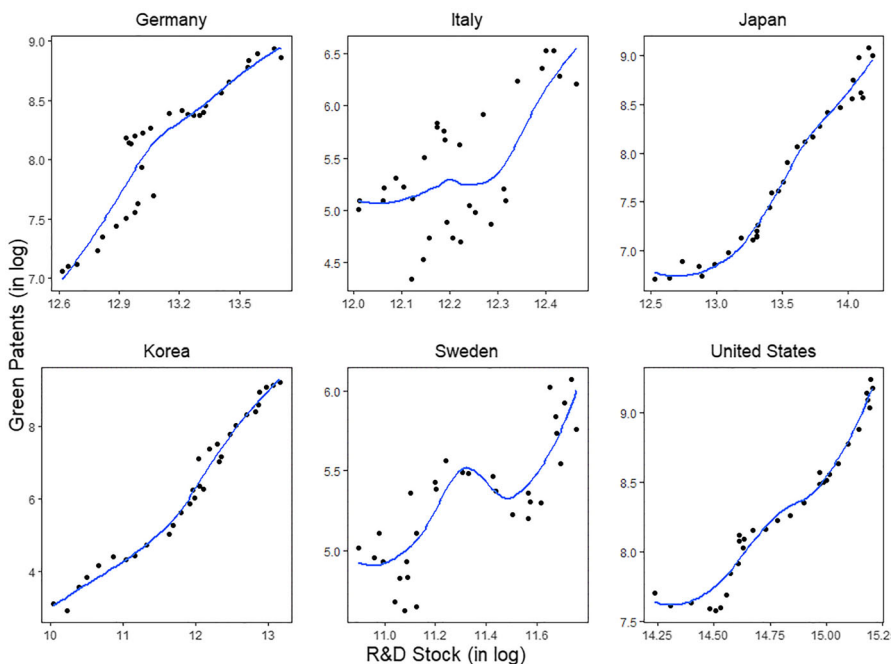 Germany Italy Japan
9.0 6.5 9.0
8.5 6.0 8.5
8.0 5.5 8.0
7.5 5.0 7.5
7.0 4.5 7.0
12.6 12.9 13.2 13.5 12.0 12.1 12.2 12.3 12.4 12.5 13.0 13.5 14.0
Green Patents (in log)
Korea Sweden United States
8 6.0 9.0
6 5.5 8.5
4 5.0 8.0
7.5
10 11 12 13 11.0 11.2 11.4 11.6 14.25 14.50 14.75 15.00 15.2
R&D Stock (in log)